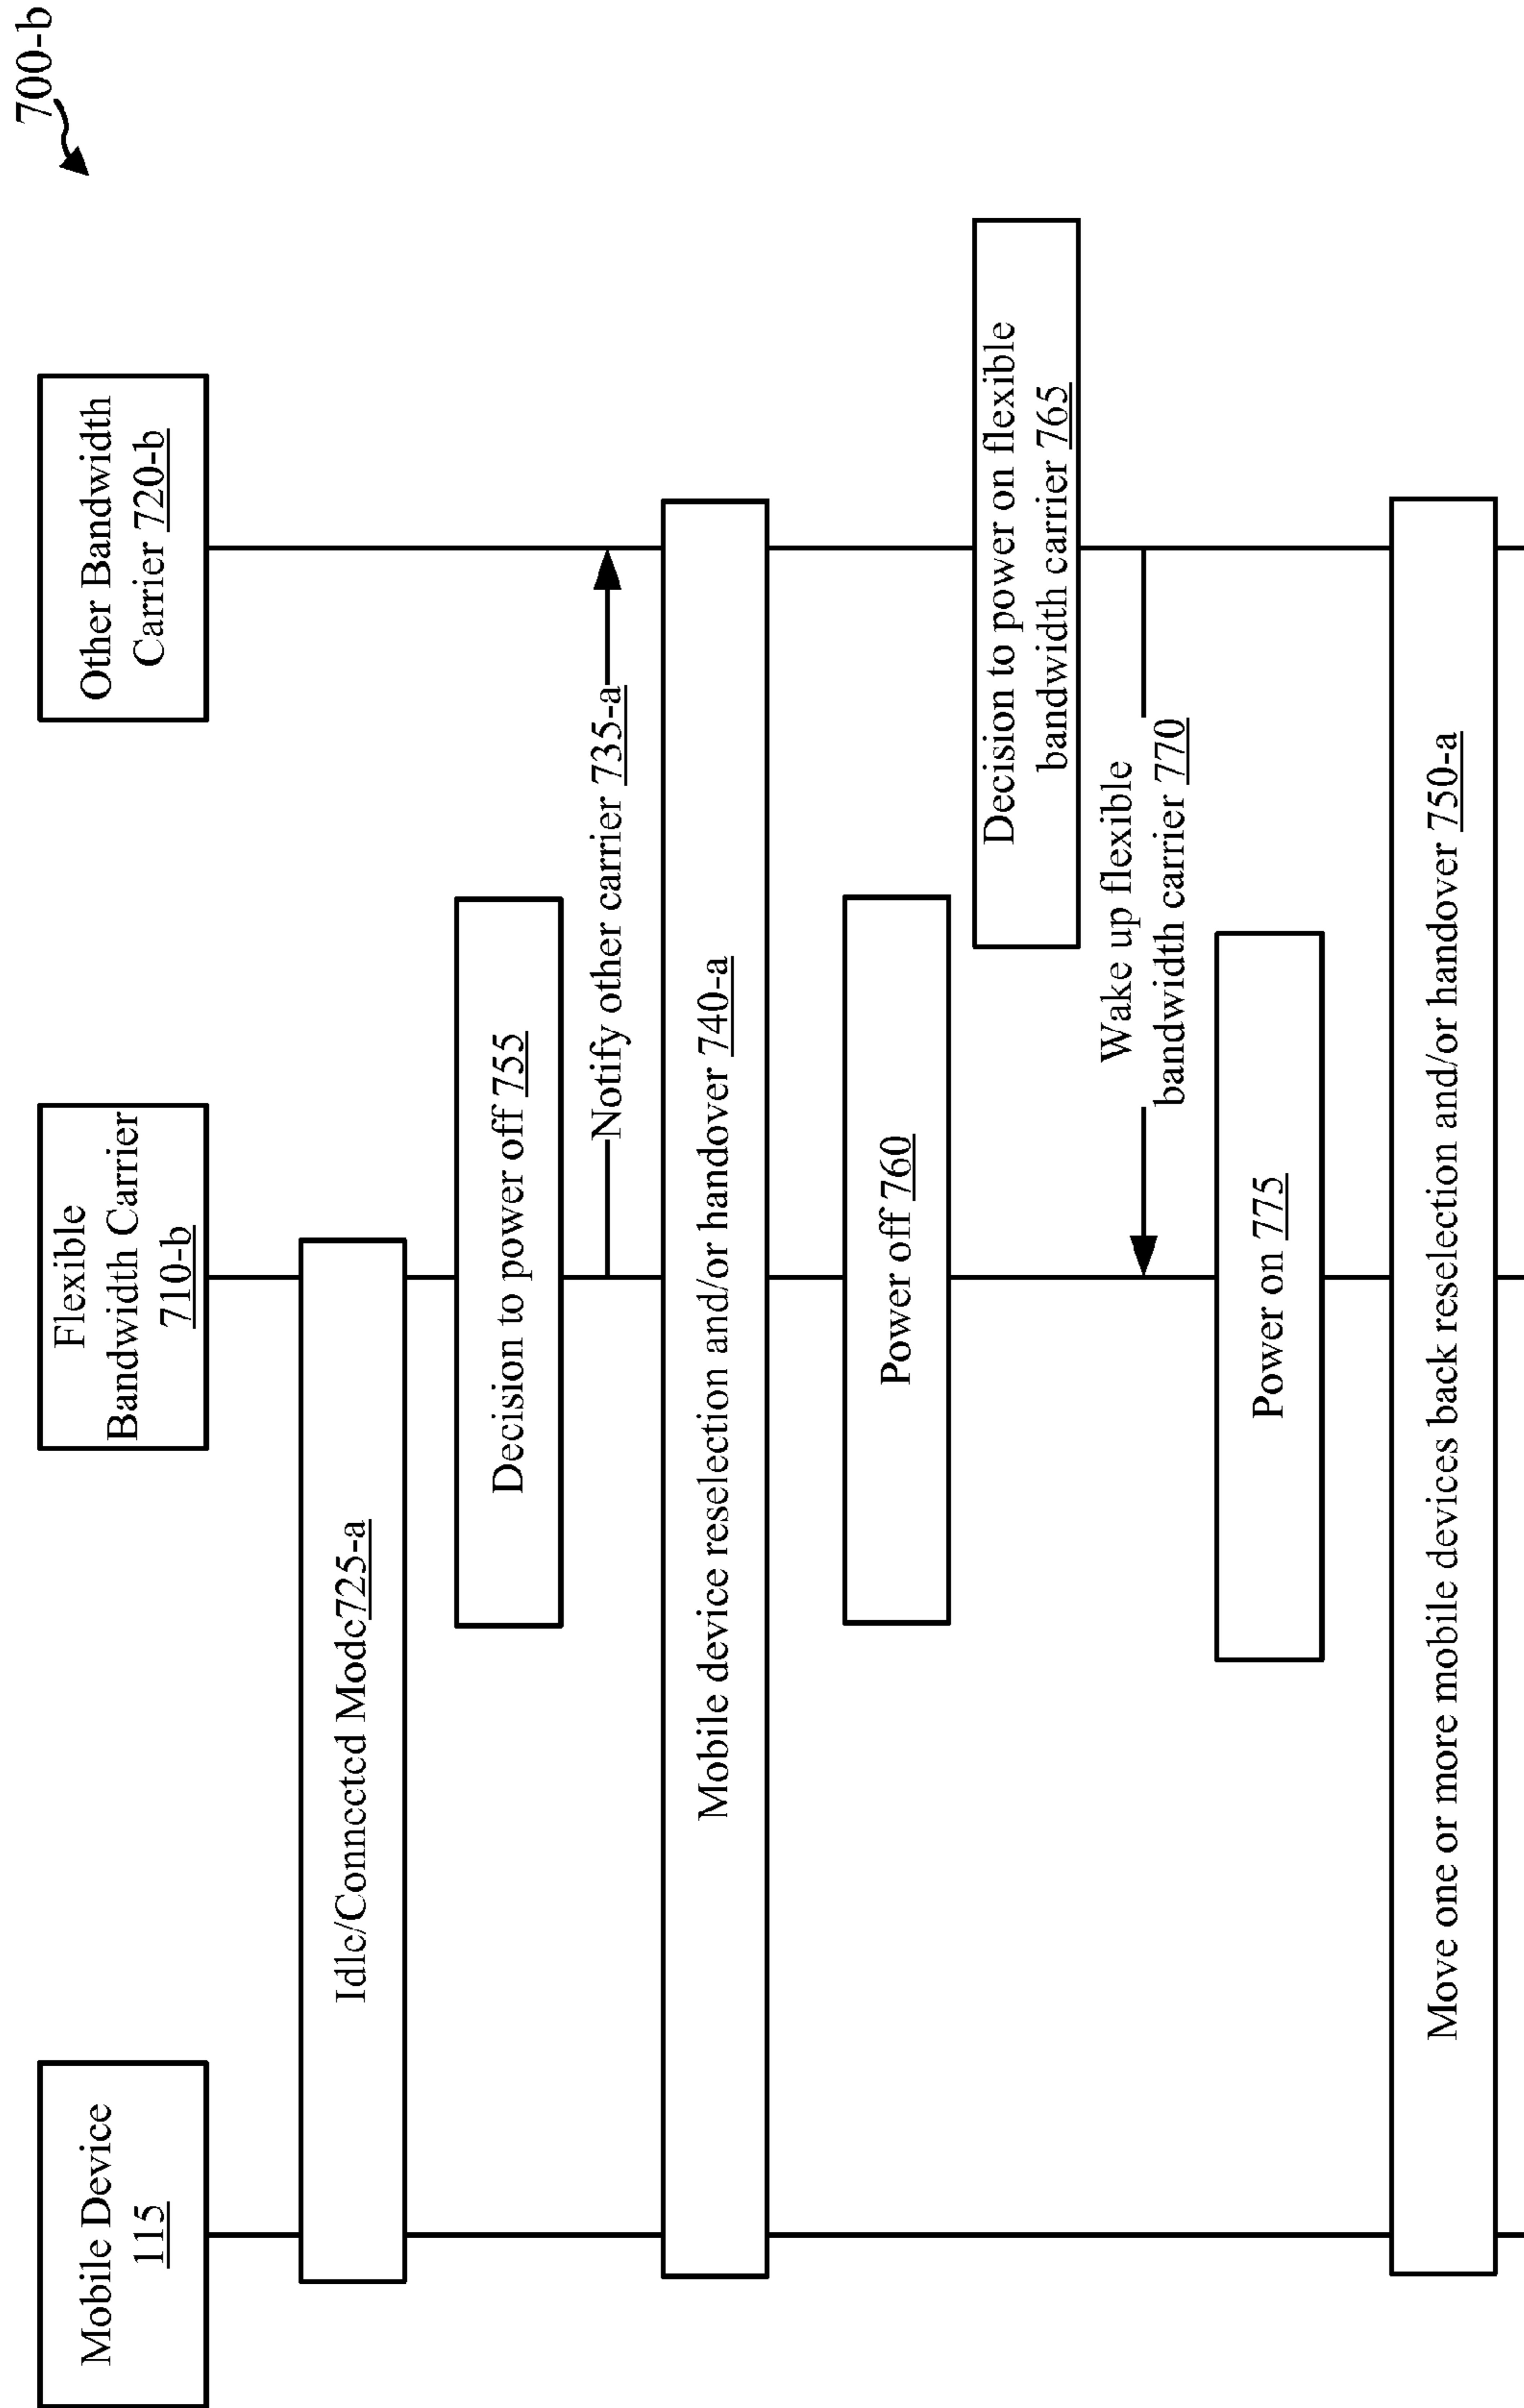 700-b
Mobile Device
115
Flexible
Bandwidth Carrier
710-b
Other Bandwidth
Carrier 720-b
Idle/Connected Mode725-a
Decision to power off 755
Notify other carrier 735-a
Mobile device reselection and/or handover 740-a
Power off 760
Decision to power on flexible
bandwidth carrier 765
Wake up flexible
bandwidth carrier 770
Power on 775
Move one or more mobile devices back reselection and/or handover 750-a